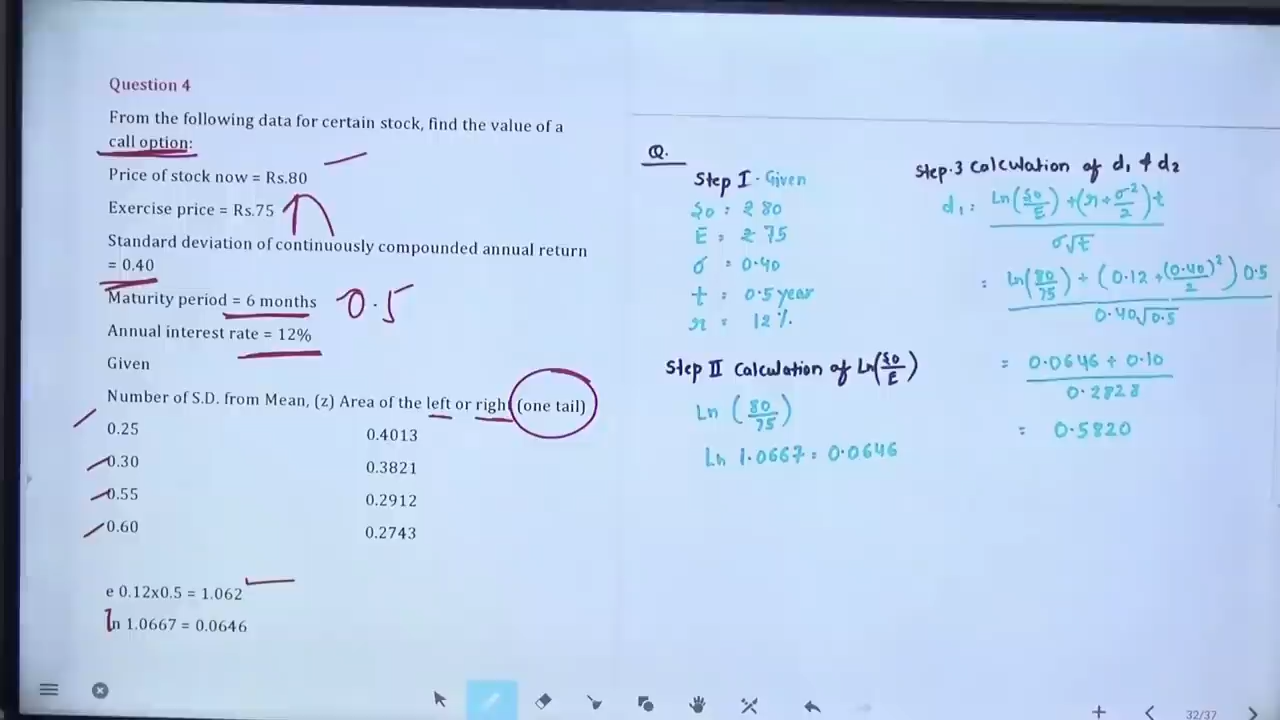 Question 4
From the following data for certain stock, find the value of a
call option:
Price of stock now = Rs.80
Exercise price = Rs.75
Standard deviation of continuously compounded annual return
= 0.40
Maturity period = 6 months 0.5
Annual interest rate = 12%
Given
Number of S.D. from Mean, (z) Area of the left or right (one tail)
0.25 0.4013
0.30 0.3821
0.55 0.2912
0.60 0.2743
e 0.12x0.5 = 1.062
ln 1.0667 = 0.0646
Q.
Step I - Given
S0 : ₹ 80
E : ₹ 75
σ = 0.40
t : 0.5 year
r = 12%
Step II Calculation of Ln(S0/E)
Ln (80/75)
Ln 1.0667 = 0.0646
Step.3 Calculation of d1 & d2
d1 : Ln(S0/E) + (r + σ²/2) t
σ√t
= ln(80/75) + (0.12 + (0.40)²/2) 0.5
0.40√0.5
= 0.0646 + 0.10
0.2828
= 0.5820
32/37